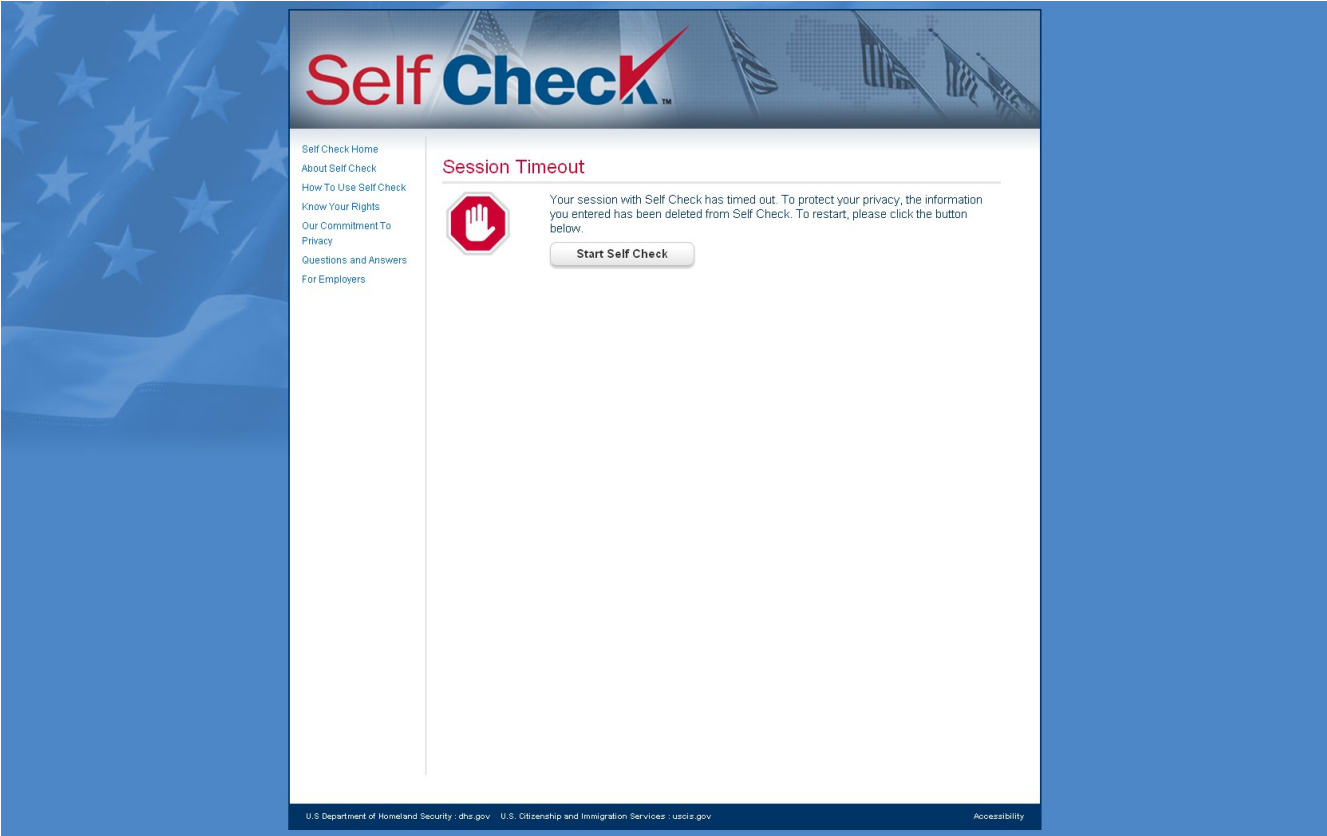 Self Check™
Self Check Home
About Self Check
How To Use Self Check
Know Your Rights
Our Commitment To
Privacy
Questions and Answers
For Employers
Session Timeout
Your session with Self Check has timed out. To protect your privacy, the information
you entered has been deleted from Self Check. To restart, please click the button
below.
Start Self Check
U.S Department of Homeland Security : dhs.gov U.S. Citizenship and Immigration Services : uscis.gov Accessibility